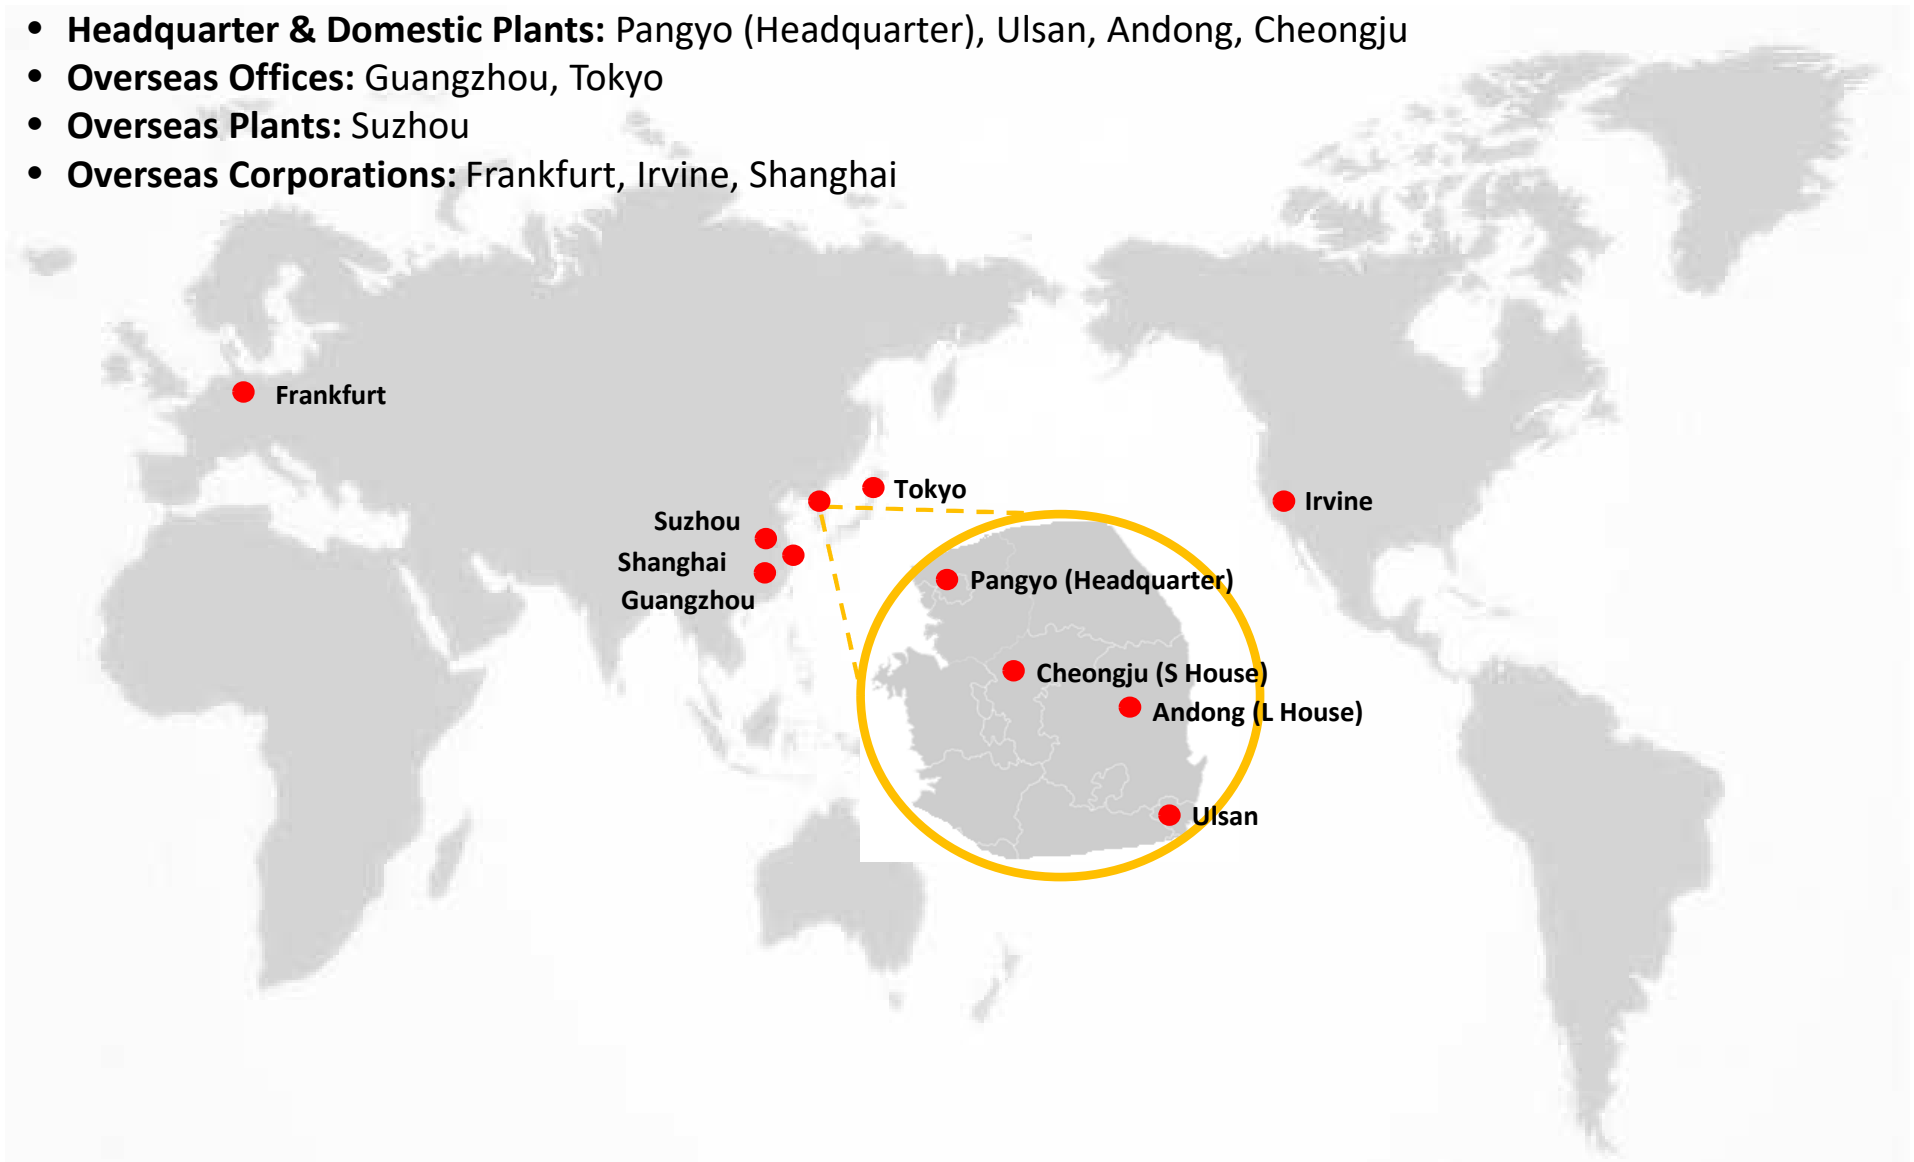 • Headquarter & Domestic Plants: Pangyo (Headquarter), Ulsan, Andong, Cheongju
• Overseas Offices: Guangzhou, Tokyo
• Overseas Plants: Suzhou
• Overseas Corporations: Frankfurt, Irvine, Shanghai
Frankfurt
Tokyo
Irvine
Suzhou
Shanghai
Guangzhou
Pangyo (Headquarter)
Cheongju (S House)
Andong (L House)
Ulsan